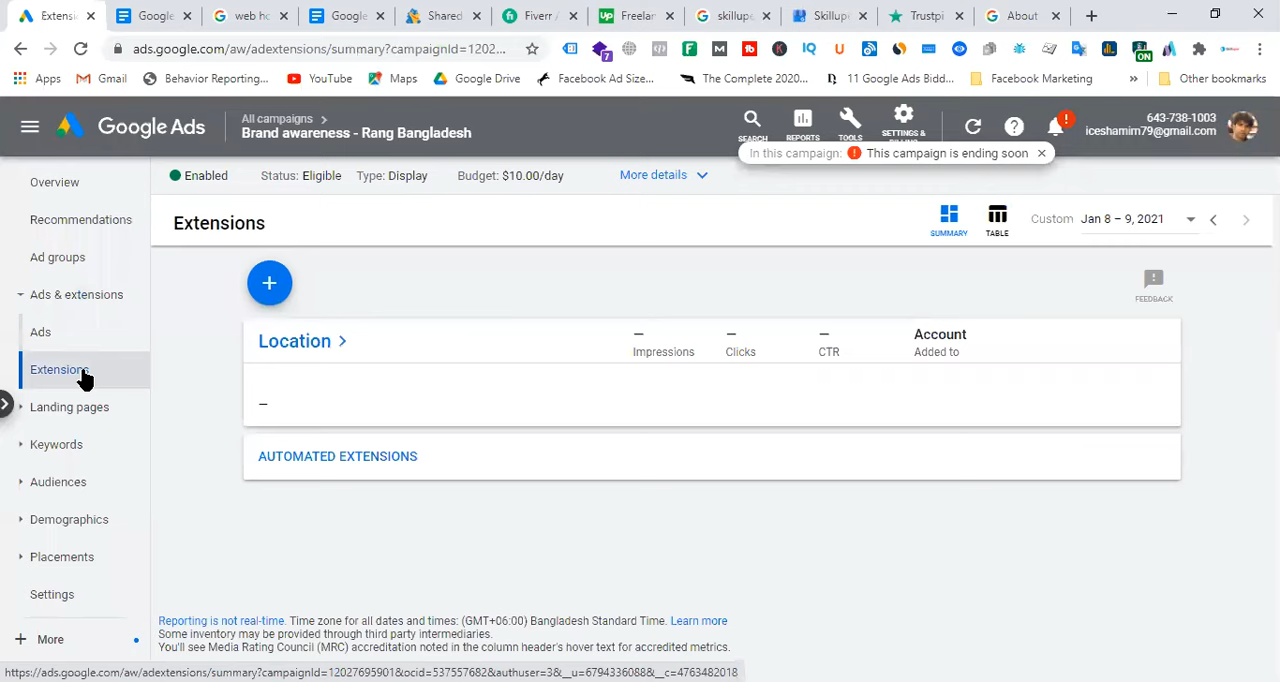 Extensi
Google
web ho
Google
Shared
Fiverr /
Freelan
skillupe
Skillup
Trustpi
About
ads.google.com/aw/adextensions/summary?campaignId=1202...
Apps
Gmail
Behavior Reporting...
YouTube
Maps
Google Drive
Facebook Ad Size...
The Complete 2020...
11 Google Ads Bidd...
Facebook Marketing
Other bookmarks
Google Ads
All campaigns
Brand awareness - Rang Bangladesh
SEARCH
REPORTS
TOOLS
SETTINGS &
643-738-1003
iceshamim79@gmail.com
In this campaign: This campaign is ending soon
Enabled
Status: Eligible
Type: Display
Budget: $10.00/day
More details
Overview
Recommendations
Ad groups
Ads & extensions
Ads
Extensions
Landing pages
Keywords
Audiences
Demographics
Placements
Settings
More
Extensions
SUMMARY
TABLE
Custom Jan 8 – 9, 2021
FEEDBACK
Location
–
Impressions
–
Clicks
–
CTR
Account
Added to
–
AUTOMATED EXTENSIONS
Reporting is not real-time. Time zone for all dates and times: (GMT+06:00) Bangladesh Standard Time. Learn more
Some inventory may be provided through third party intermediaries.
You'll see Media Rating Council (MRC) accreditation noted in the column header's hover text for accredited metrics.
https://ads.google.com/aw/adextensions/summary?campaignId=12027695901&ocid=537557682&authuser=3&__u=6794336088&__c=4763482018